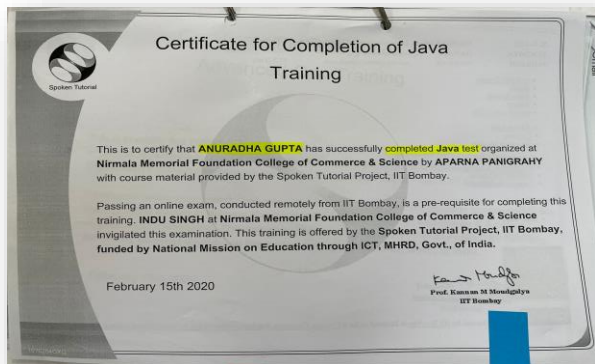 Spoken Tutorial
Certificate for Completion of Java
Training
This is to certify that ANURADHA GUPTA has successfully completed Java test organized at
Nirmala Memorial Foundation College of Commerce & Science by APARNA PANIGRAHY
with course material provided by the Spoken Tutorial Project, IIT Bombay.
Passing an online exam, conducted remotely from IIT Bombay, is a pre-requisite for completing this
training. INDU SINGH at Nirmala Memorial Foundation College of Commerce & Science
invigilated this examination. This training is offered by the Spoken Tutorial Project, IIT Bombay,
funded by National Mission on Education through ICT, MHRD, Govt., of India.
February 15th 2020
Prof. Kannan M Moudgalya
IIT Bombay